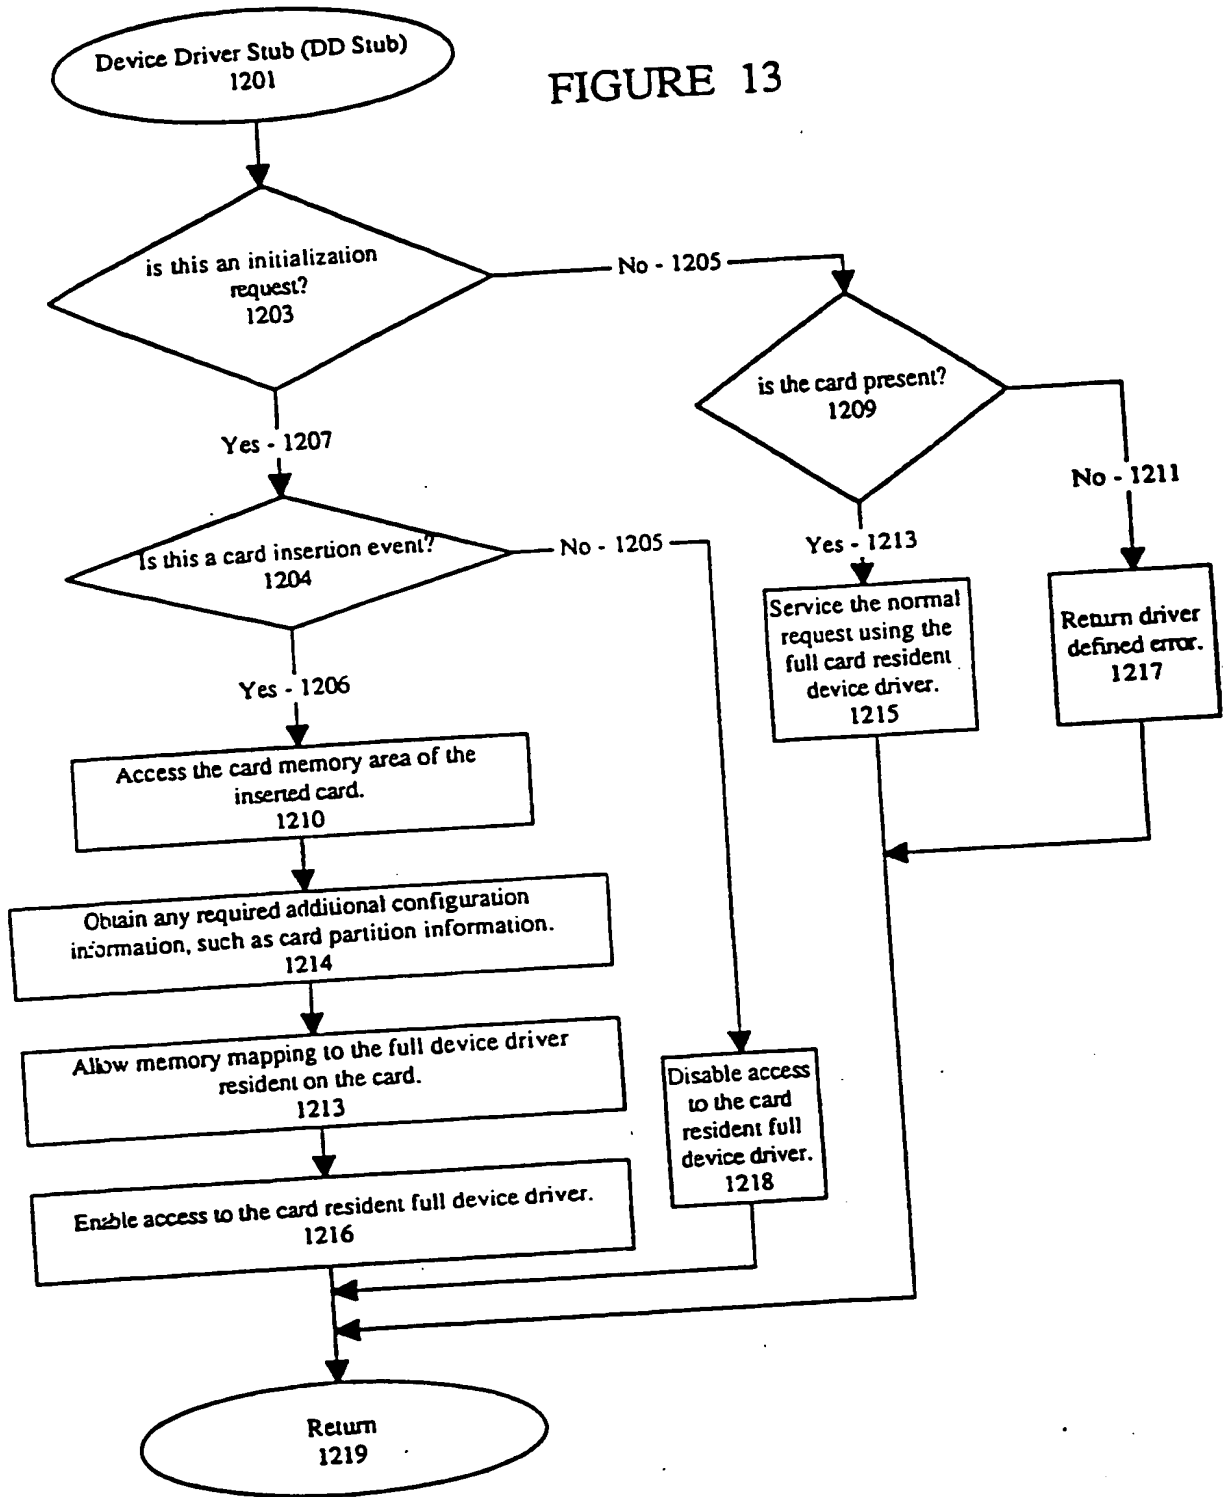 Device Driver Stub (DD Stub)
1201
FIGURE 13
is this an initialization
request?
1203
No - 1205
is the card present?
1209
Yes - 1207
No - 1211
Is this a card insertion event?
1204
No - 1205
Yes - 1213
Service the normal
request using the
full card resident
device driver.
1215
Return driver
defined error.
1217
Yes - 1206
Access the card memory area of the
inserted card.
1210
Obtain any required additional configuration
information, such as card partition information.
1214
Allow memory mapping to the full device driver
resident on the card.
1213
Disable access
to the card
resident full
device driver.
1218
Enable access to the card resident full device driver.
1216
Return
1219